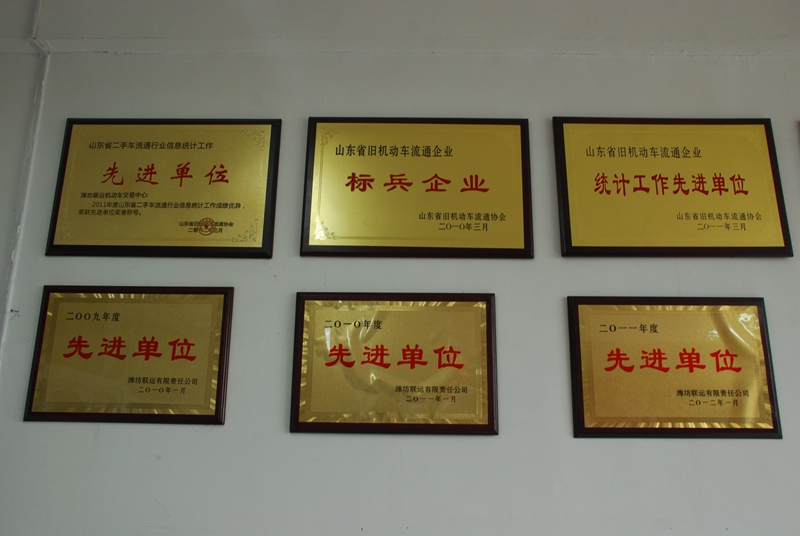 山东省二手车流通行业信息统计工作
先进单位
潍坊联运机动车交易中心:
2011年度山东省二手车流通行业信息统计工作成绩优异,
荣获先进单位荣誉称号。
山东省旧机动车流通协会
山东省旧机动车流通企业
标兵企业
山东省旧机动车流通协会
二〇一〇年三月
山东省旧机动车流通企业
统计工作先进单位
山东省旧机动车流通协会
二〇一一年三月
二〇〇九年度
先进单位
潍坊联运有限责任公司
二〇一〇年一月
二〇一〇年度
先进单位
潍坊联运有限责任公司
二〇一一年一月
二〇一一年度
先进单位
潍坊联运有限责任公司
二〇一二年一月